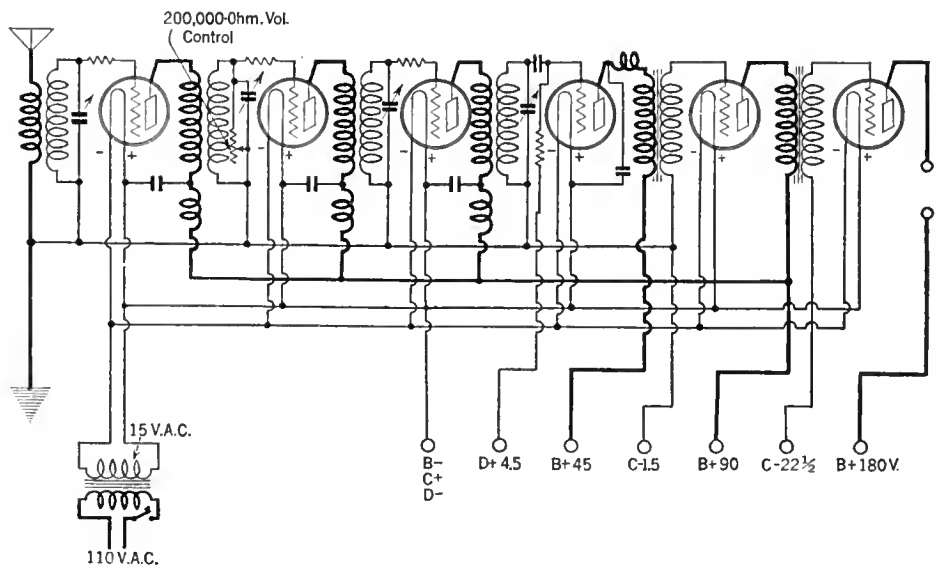 200,000-Ohm. Vol.
Control
- +
- +
- +
- +
- +
- +
15 V.A.C.
110 V.A.C.
B-
C+
D-
D+ 4.5
B+45
C-1.5
B+90
C-22½
B+180 V.